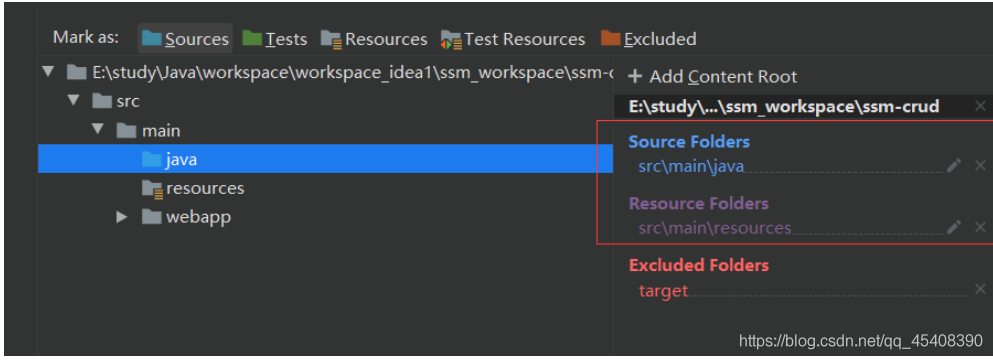 Mark as: Sources Tests Resources Test Resources Excluded
E:\study\Java\workspace\workspace_idea1\ssm_workspace\ssm-c
src
main
java
resources
webapp
+ Add Content Root
E:\study\...\ssm_workspace\ssm-crud
Source Folders
src\main\java
Resource Folders
src\main\resources
Excluded Folders
target
https://blog.csdn.net/qq_45408390